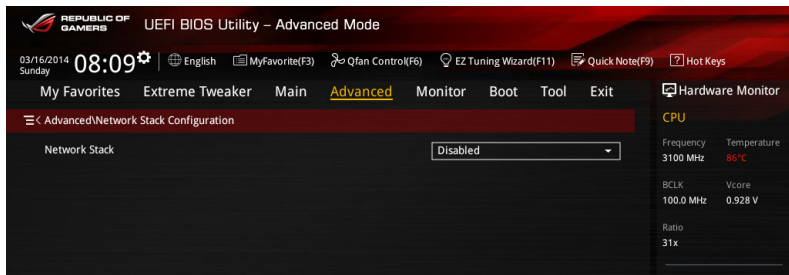 REPUBLIC OF
GAMERS
UEFI BIOS Utility – Advanced Mode
03/16/2014
Sunday
08:09
English
MyFavorite(F3)
Qfan Control(F6)
EZ Tuning Wizard(F11)
Quick Note(F9)
? Hot Keys
My Favorites Extreme Tweaker Main Advanced Monitor Boot Tool Exit
Hardware Monitor
< Advanced\Network Stack Configuration
Network Stack Disabled
CPU
Frequency Temperature
3100 MHz 86°C
BCLK Vcore
100.0 MHz 0.928 V
Ratio
31x